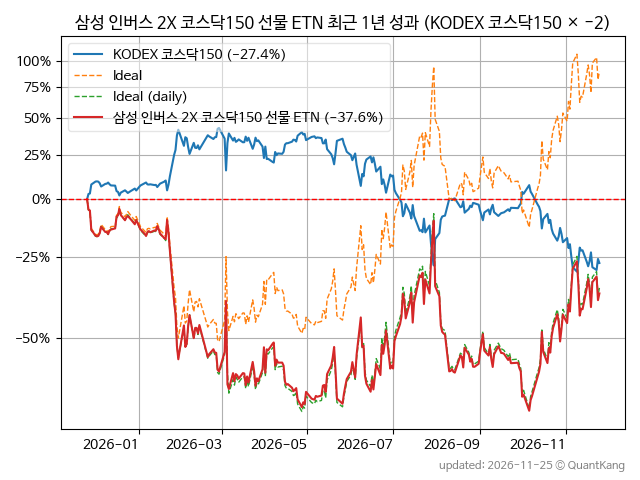 삼성 인버스 2X 코스닥150 선물 ETN 최근 1년 성과 (KODEX 코스닥150 × −2)
KODEX 코스닥150 (−27.4%)
Ideal
Ideal (daily)
삼성 인버스 2X 코스닥150 선물 ETN (−37.6%)
100%
75%
50%
25%
0%
−25%
−50%
2026-01
2026-03
2026-05
2026-07
2026-09
2026-11
updated: 2026-11-25 © QuantKang